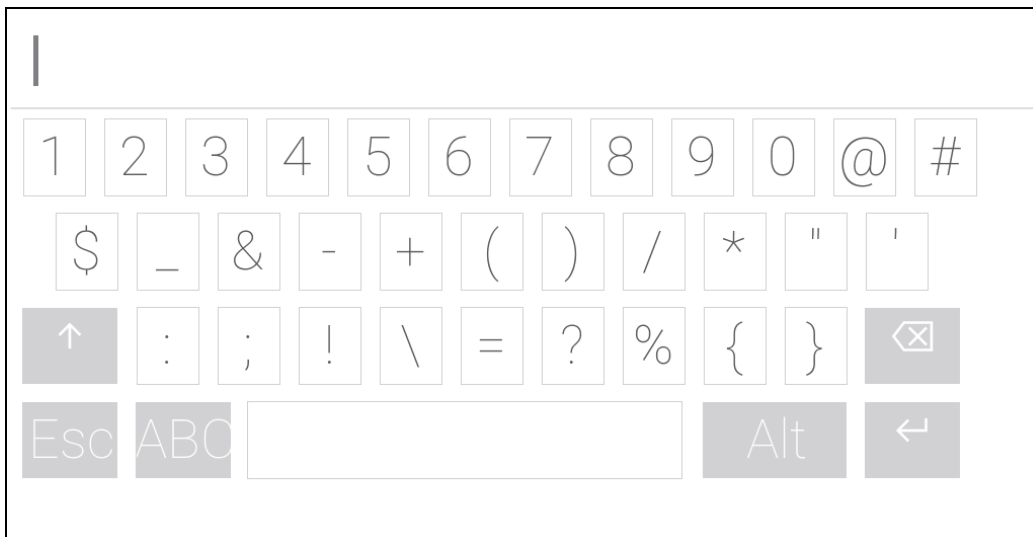 1 2 3 4 5 6 7 8 9 0 @ #
$ _ & - + ( ) / * " '
: ; ! \ = ? % { }
Esc ABC Alt